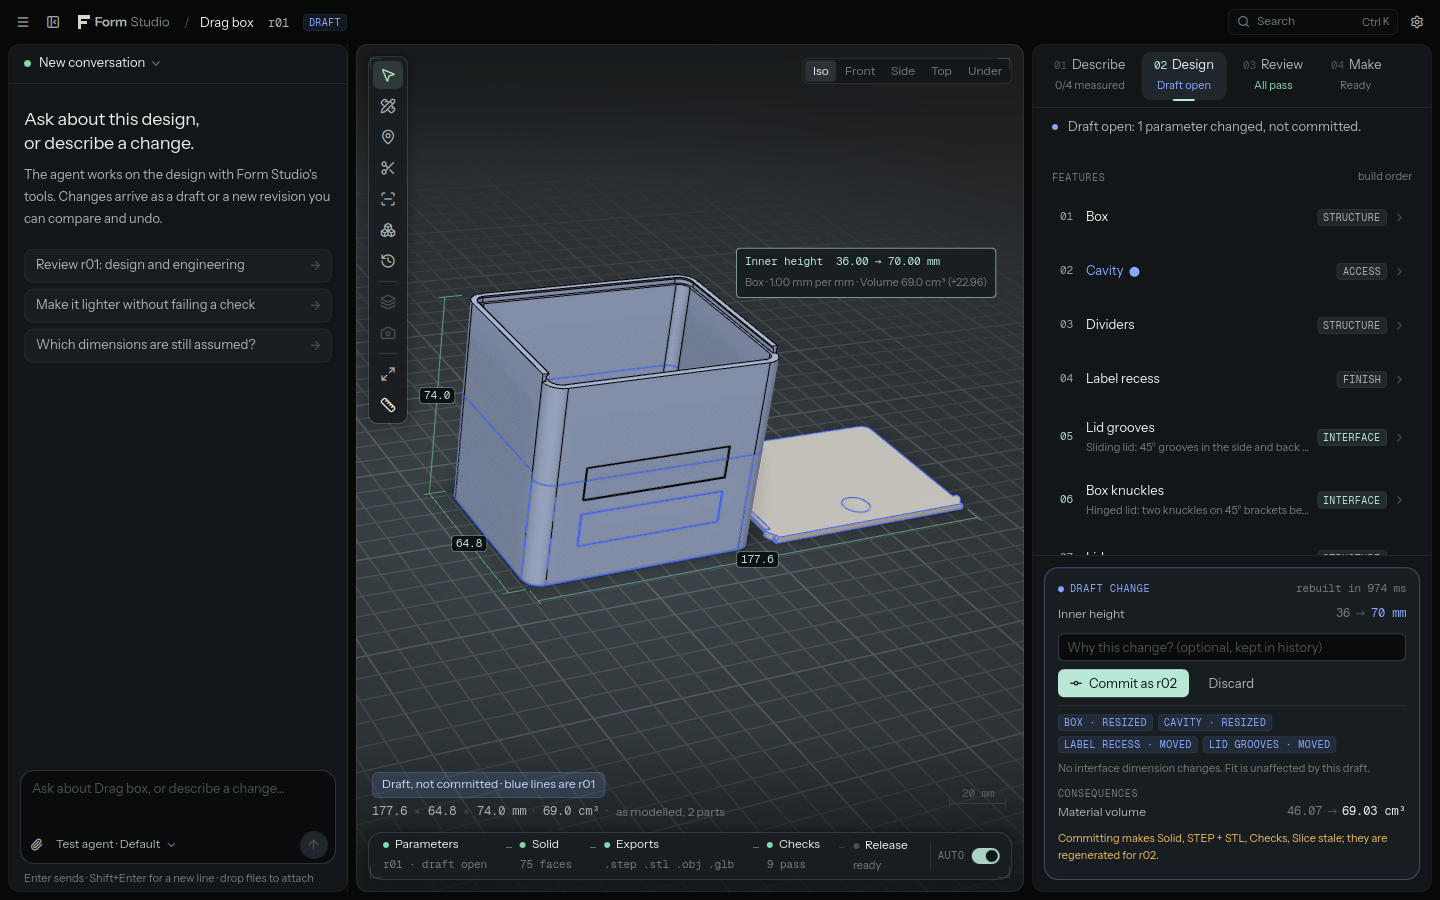 Form Studio / Drag box r01 DRAFT
Search Ctrl K
New conversation
Ask about this design,
or describe a change.
The agent works on the design with Form Studio's
tools. Changes arrive as a draft or a new revision you
can compare and undo.
Review r01: design and engineering
Make it lighter without failing a check
Which dimensions are still assumed?
Ask about Drag box, or describe a change...
Test agent · Default
Enter sends · Shift+Enter for a new line · drop files to attach
Iso Front Side Top Under
Inner height 36.00 → 70.00 mm
Box · 1.00 mm per mm · Volume 69.0 cm³ (+22.96)
74.0
64.8
177.6
Draft, not committed · blue lines are r01
177.6 × 64.8 × 74.0 mm · 69.0 cm³ · as modelled, 2 parts
20 mm
Parameters
r01 · draft open
Solid
75 faces
Exports
.step .stl .obj .glb
Checks
9 pass
Release
ready
AUTO
01 Describe
0/4 measured
02 Design
Draft open
03 Review
All pass
04 Make
Ready
Draft open: 1 parameter changed, not committed.
FEATURES build order
01 Box STRUCTURE
02 Cavity ACCESS
03 Dividers STRUCTURE
04 Label recess FINISH
05 Lid grooves INTERFACE
Sliding lid: 45° grooves in the side and back ...
06 Box knuckles INTERFACE
Hinged lid: two knuckles on 45° brackets be...
DRAFT CHANGE rebuilt in 974 ms
Inner height 36 → 70 mm
Why this change? (optional, kept in history)
Commit as r02 Discard
BOX · RESIZED CAVITY · RESIZED
LABEL RECESS · MOVED LID GROOVES · MOVED
No interface dimension changes. Fit is unaffected by this draft.
CONSEQUENCES
Material volume 46.07 → 69.03 cm³
Committing makes Solid, STEP + STL, Checks, Slice stale; they are
regenerated for r02.